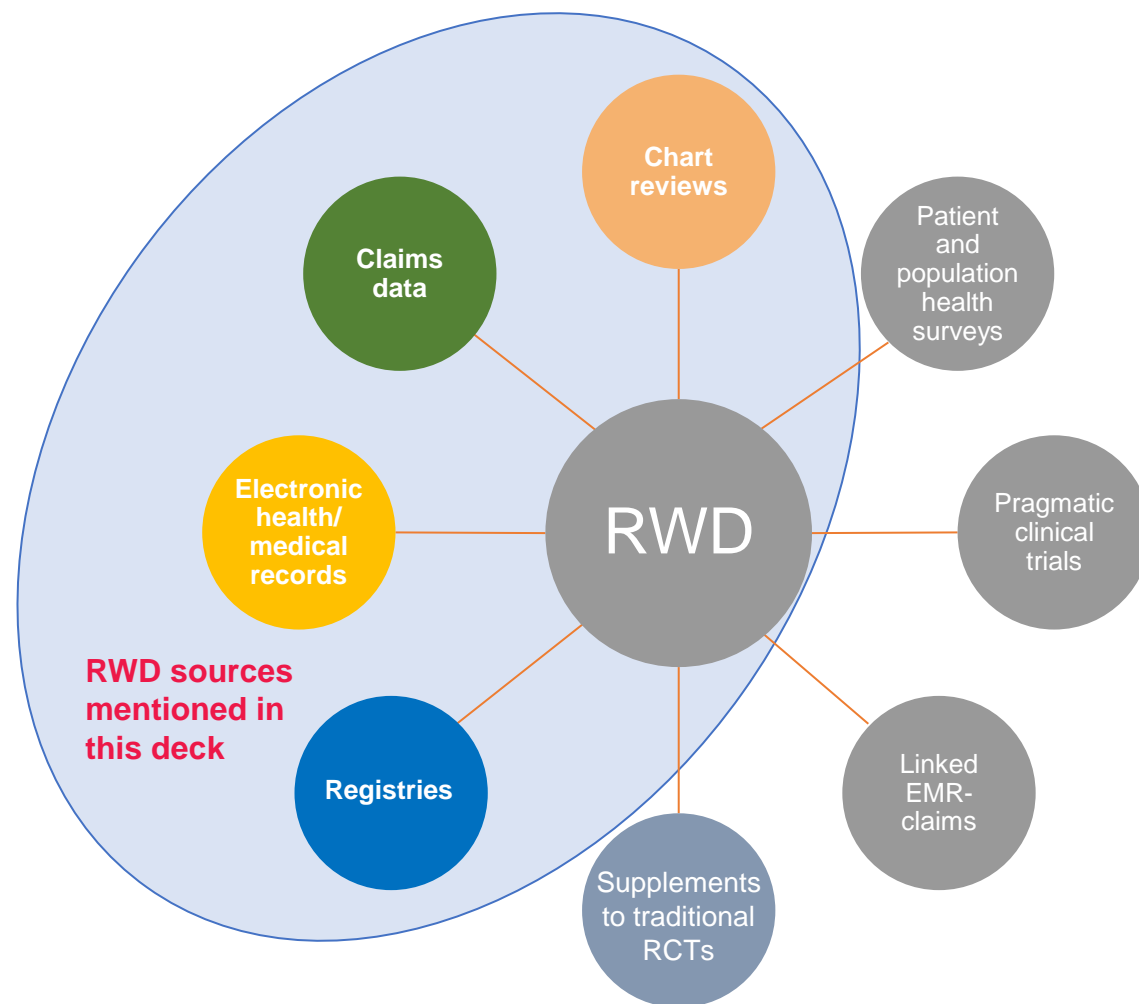 Chart
reviews
Claims
data
Patient
and
population
health
surveys
Electronic
health/
medical
records
RWD
Pragmatic
clinical
trials
RWD sources
mentioned in
this deck
Registries
Linked
EMR-
claims
Supplements
to traditional
RCTs